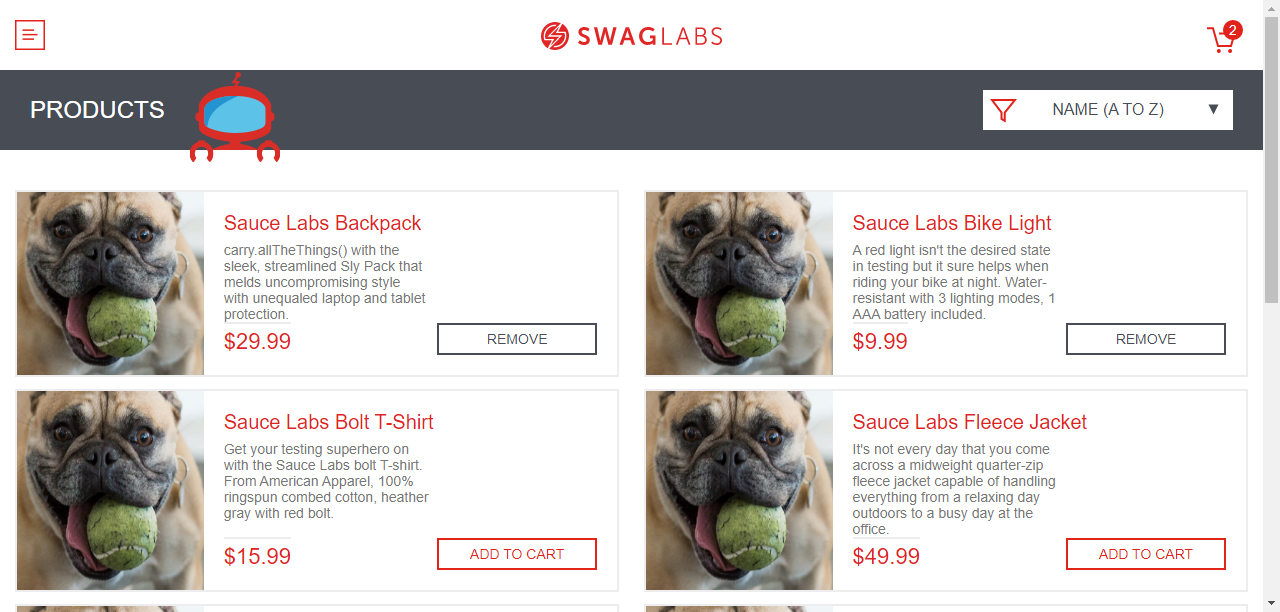 SWAGLABS
2
PRODUCTS
NAME (A TO Z)
Sauce Labs Backpack
carry.allTheThings() with the
sleek, streamlined Sly Pack that
melds uncompromising style
with unequaled laptop and tablet
protection.
$29.99
REMOVE
Sauce Labs Bike Light
A red light isn't the desired state
in testing but it sure helps when
riding your bike at night. Water-
resistant with 3 lighting modes, 1
AAA battery included.
$9.99
REMOVE
Sauce Labs Bolt T-Shirt
Get your testing superhero on
with the Sauce Labs bolt T-shirt.
From American Apparel, 100%
ringspun combed cotton, heather
gray with red bolt.
$15.99
ADD TO CART
Sauce Labs Fleece Jacket
It's not every day that you come
across a midweight quarter-zip
fleece jacket capable of handling
everything from a relaxing day
outdoors to a busy day at the
office.
$49.99
ADD TO CART